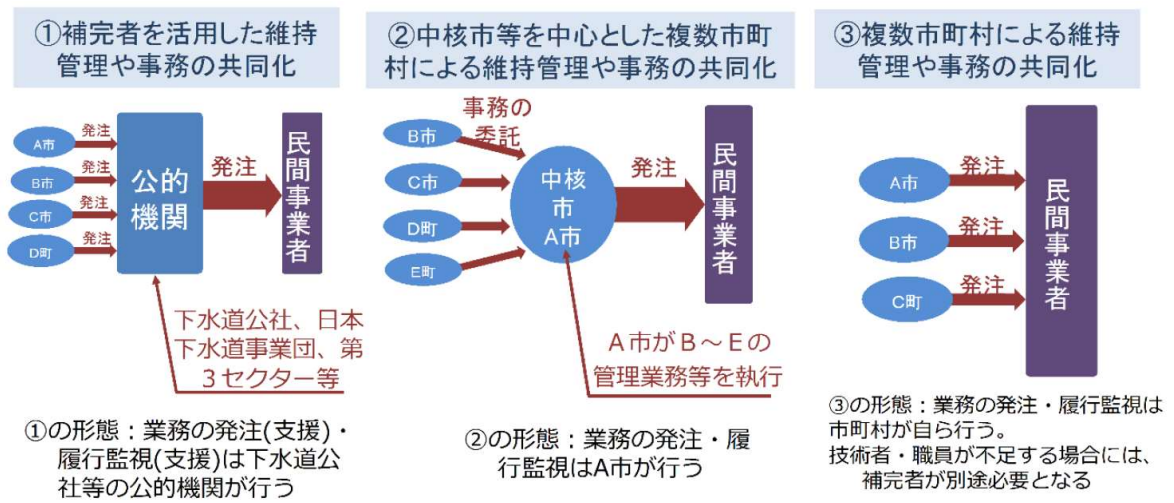 ①補完者を活用した維持
管理や事務の共同化
A市
発注
B市
発注
C市
発注
D町
発注
公的
機関
発注
民間事業者
下水道公社、日本
下水道事業団、第
3セクター等
①の形態：業務の発注(支援)・
履行監視(支援)は下水道公
社等の公的機関が行う
②中核市等を中心とした複数市町
村による維持管理や事務の共同化
事務の
委託
B市
C市
D町
E町
中核
市
A市
発注
民間事業者
A市がB～Eの
管理業務等を執行
②の形態：業務の発注・履
行監視はA市が行う
③複数市町村による維持
管理や事務の共同化
A市
発注
B市
発注
C町
発注
民間事業者
③の形態：業務の発注・履行監視は
市町村が自ら行う。
技術者・職員が不足する場合には、
補完者が別途必要となる